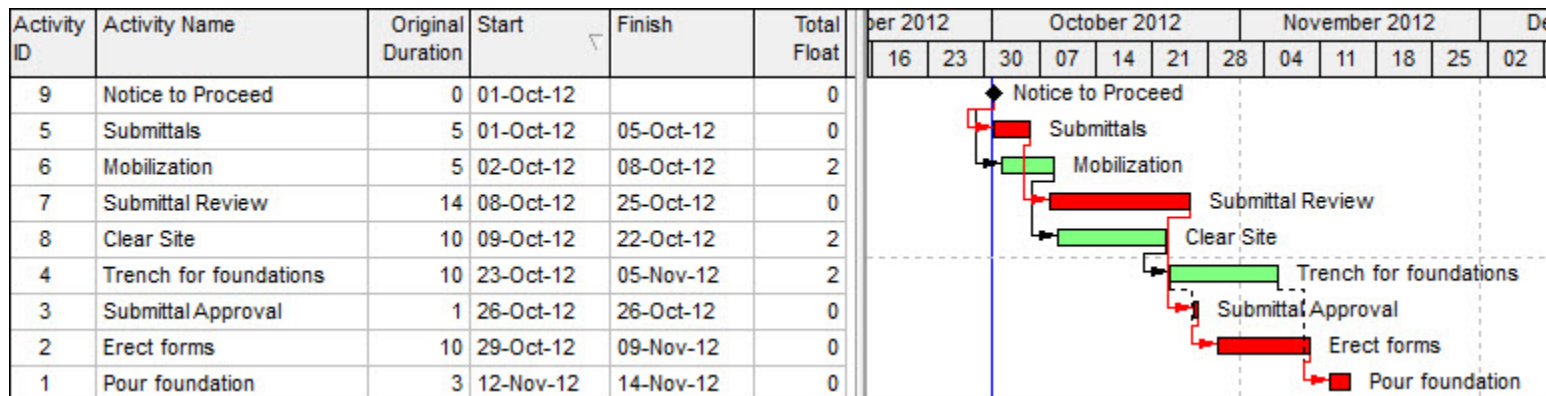 Activity ID Activity Name Original Duration Start Finish Total Float
ber 2012 October 2012 November 2012 De
16 23 30 07 14 21 28 04 11 18 25 02
9 Notice to Proceed 0 01-Oct-12 0 Notice to Proceed
5 Submittals 5 01-Oct-12 05-Oct-12 0 Submittals
6 Mobilization 5 02-Oct-12 08-Oct-12 2 Mobilization
7 Submittal Review 14 08-Oct-12 25-Oct-12 0 Submittal Review
8 Clear Site 10 09-Oct-12 22-Oct-12 2 Clear Site
4 Trench for foundations 10 23-Oct-12 05-Nov-12 2 Trench for foundations
3 Submittal Approval 1 26-Oct-12 26-Oct-12 0 Submittal Approval
2 Erect forms 10 29-Oct-12 09-Nov-12 0 Erect forms
1 Pour foundation 3 12-Nov-12 14-Nov-12 0 Pour foundation